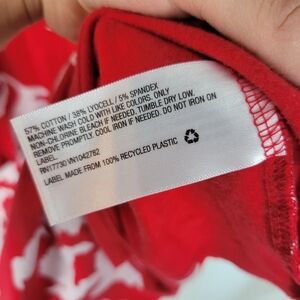 57% COTTON / 38% LYOCELL / 5% SPANDEX
MACHINE WASH COLD WITH LIKE COLORS. ONLY
NON-CHLORINE BLEACH IF NEEDED. TUMBLE DRY LOW.
REMOVE PROMPTLY. COOL IRON IF NEEDED. DO NOT IRON ON
LABEL.
RN17730 VN1042782
LABEL MADE FROM 100% RECYCLED PLASTIC